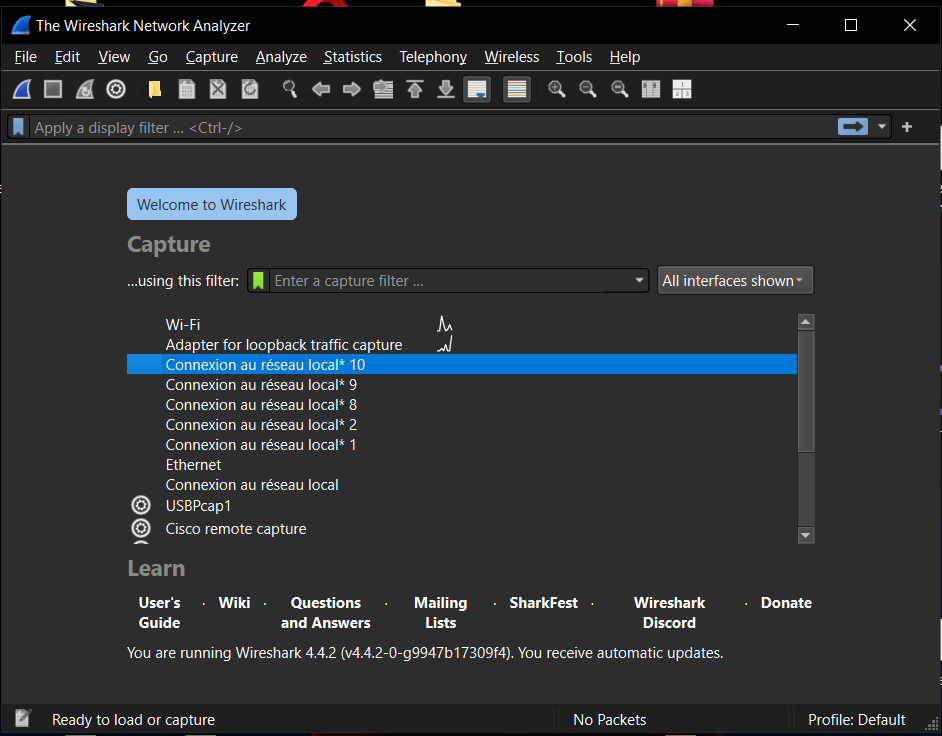 The Wireshark Network Analyzer
File Edit View Go Capture Analyze Statistics Telephony Wireless Tools Help
Apply a display filter ... <Ctrl-/>
Welcome to Wireshark
Capture
...using this filter: Enter a capture filter ... All interfaces shown
Wi-Fi
Adapter for loopback traffic capture
Connexion au réseau local* 10
Connexion au réseau local* 9
Connexion au réseau local* 8
Connexion au réseau local* 2
Connexion au réseau local* 1
Ethernet
Connexion au réseau local
USBPcap1
Cisco remote capture
Learn
User's Guide · Wiki · Questions and Answers · Mailing Lists · SharkFest · Wireshark Discord · Donate
You are running Wireshark 4.4.2 (v4.4.2-0-g9947b17309f4). You receive automatic updates.
Ready to load or capture No Packets Profile: Default